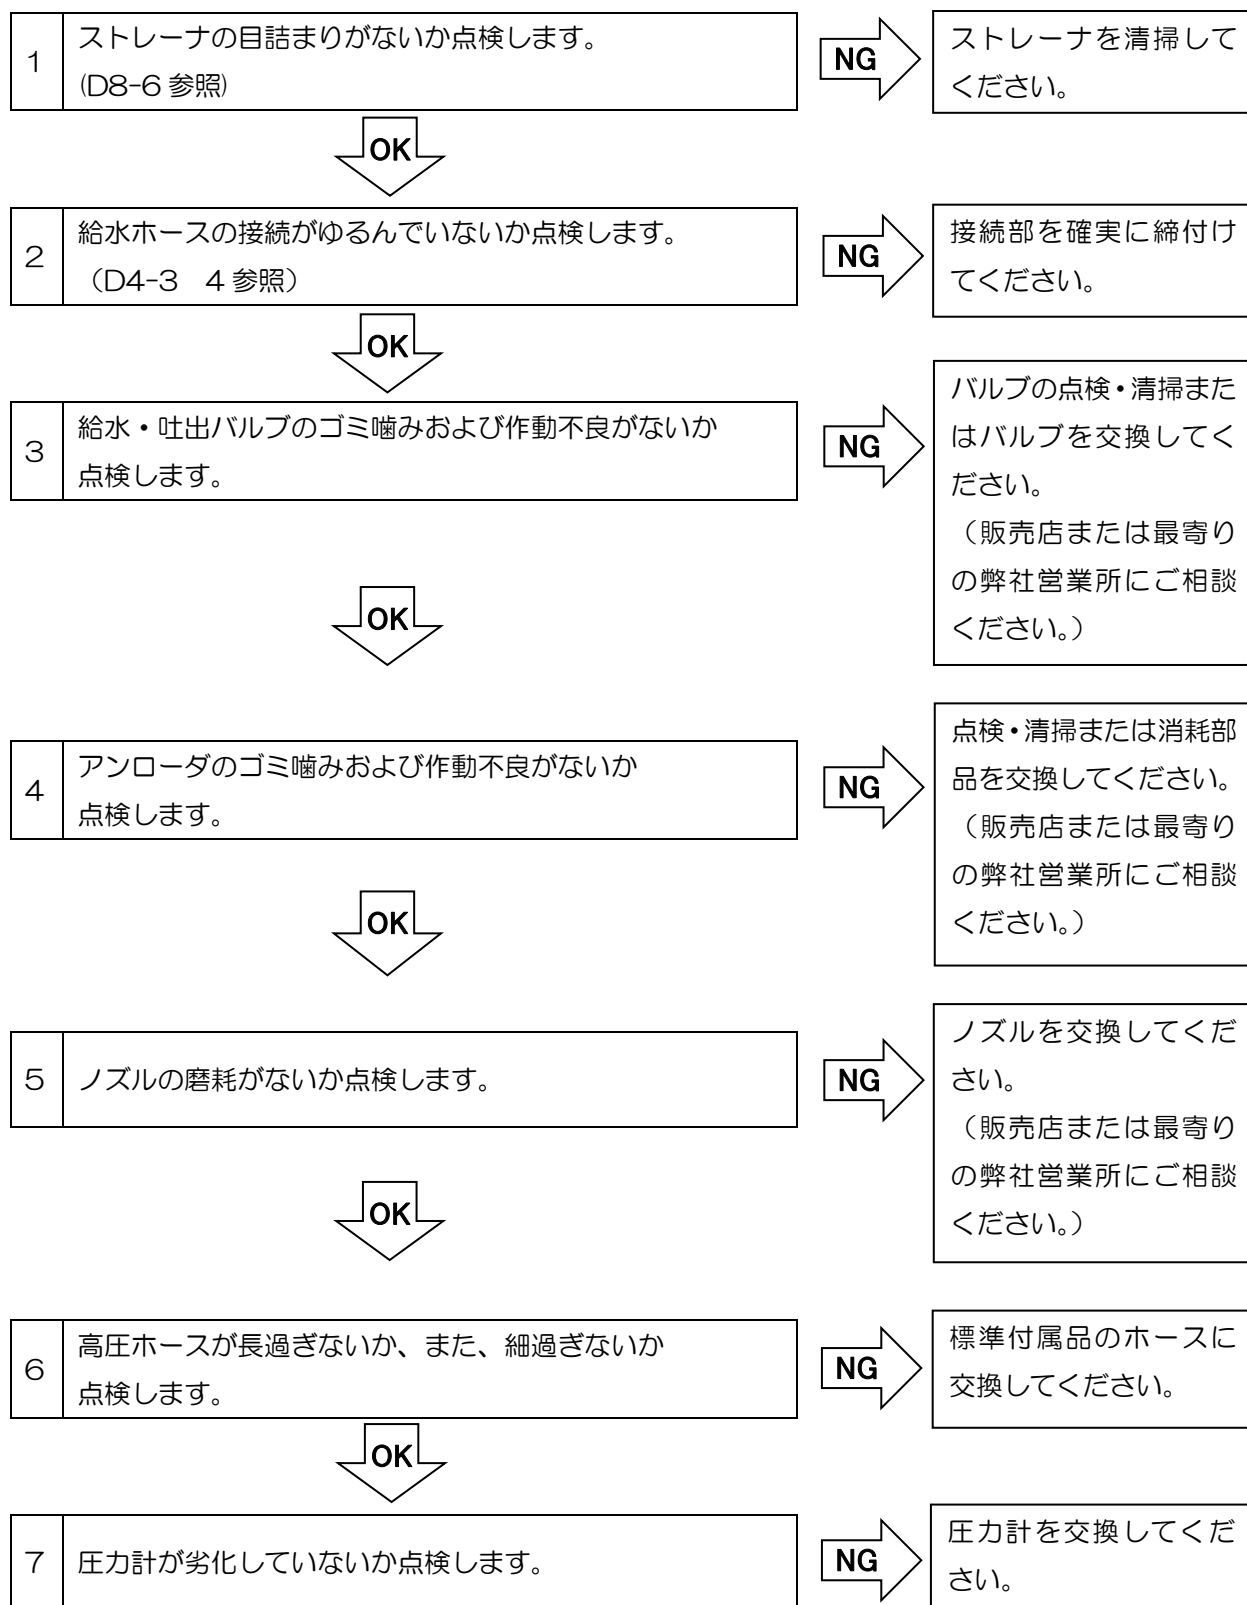 1
ストレーナの目詰まりがないか点検します。
(D8-6 参照)
NG
ストレーナを清掃して
ください。
OK
2
給水ホースの接続がゆるんでいないか点検します。
（D4-3　4 参照）
NG
接続部を確実に締付け
てください。
OK
3
給水・吐出バルブのゴミ噛みおよび作動不良がないか
点検します。
NG
バルブの点検・清掃また
はバルブを交換してく
ださい。
（販売店または最寄り
の弊社営業所にご相談
ください。）
OK
4
アンローダのゴミ噛みおよび作動不良がないか
点検します。
NG
点検・清掃または消耗部
品を交換してください。
（販売店または最寄り
の弊社営業所にご相談
ください。）
OK
5
ノズルの磨耗がないか点検します。
NG
ノズルを交換してくだ
さい。
（販売店または最寄り
の弊社営業所にご相談
ください。）
OK
6
高圧ホースが長過ぎないか、また、細過ぎないか
点検します。
NG
標準付属品のホースに
交換してください。
OK
7
圧力計が劣化していないか点検します。
NG
圧力計を交換してくだ
さい。